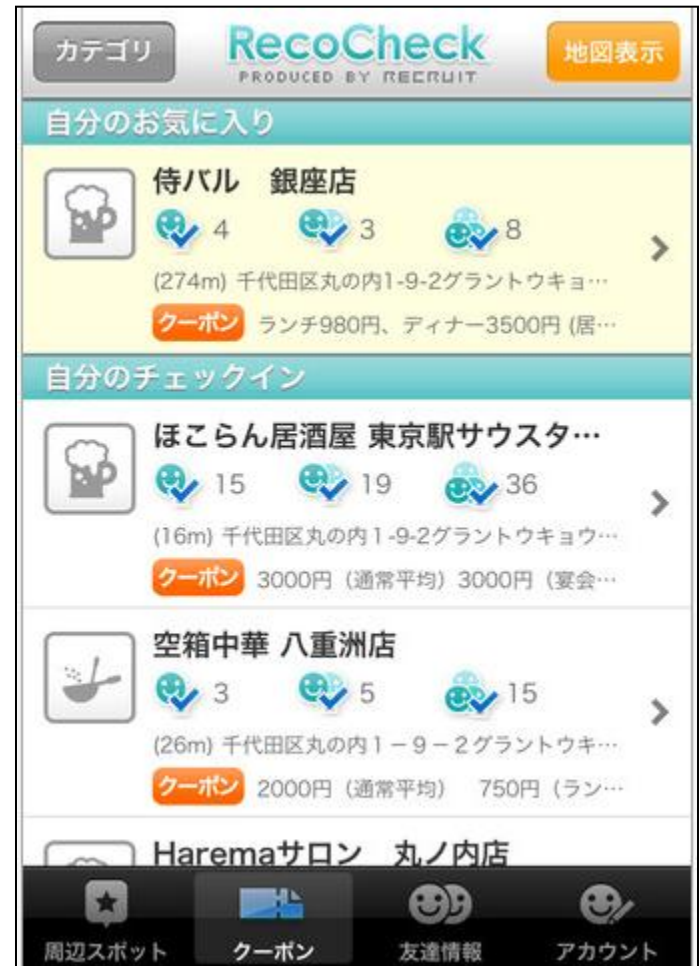 カテゴリ
RecoCheck
PRODUCED BY RECRUIT
地図表示
自分のお気に入り
侍バル 銀座店
4 3 8
(274m) 千代田区丸の内1-9-2グラントウキョ…
クーポン ランチ980円、ディナー3500円 (居…
自分のチェックイン
ほこらん居酒屋 東京駅サウスタ…
15 19 36
(16m) 千代田区丸の内1-9-2グラントウキョウ…
クーポン 3000円（通常平均）3000円（宴会…
空箱中華 八重洲店
3 5 15
(26m) 千代田区丸の内１－９－２グラントウキ…
クーポン 2000円（通常平均） 750円（ラン…
Haremaサロン 丸ノ内店
周辺スポット
クーポン
友達情報
アカウント